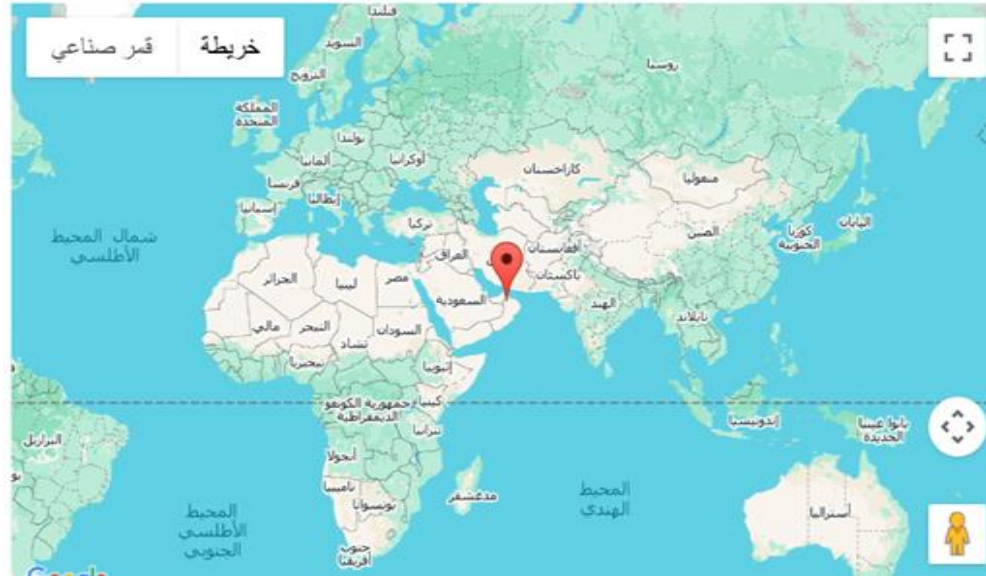 خريطة
قمر صناعي
فنلندا
السويد
النرويج
روسيا
المملكة
المتحدة
بولندا
ألمانيا
أوكرانيا
فرنسا
كازاخستان
منغوليا
إسبانيا
إيطاليا
تركيا
شمال المحيط
الأطلسي
اليابان
كوريا
الجنوبية
الصين
أفغانستان
العراق
باكستان
الجزائر
ليبيا
مصر
السعودية
الهند
تايلاند
مالي
النيجر
السودان
تشاد
نيجيريا
إثيوبيا
جمهورية الكونغو
الديمقراطية
كينيا
تنزانيا
إندونيسيا
بابوا غينيا
الجديدة
البرازيل
أنجولا
ناميبيا
بوتسوانا
مدغشقر
المحيط
الهندي
أستراليا
المحيط
الأطلسي
الجنوبي
جنوب
أفريقيا
Google